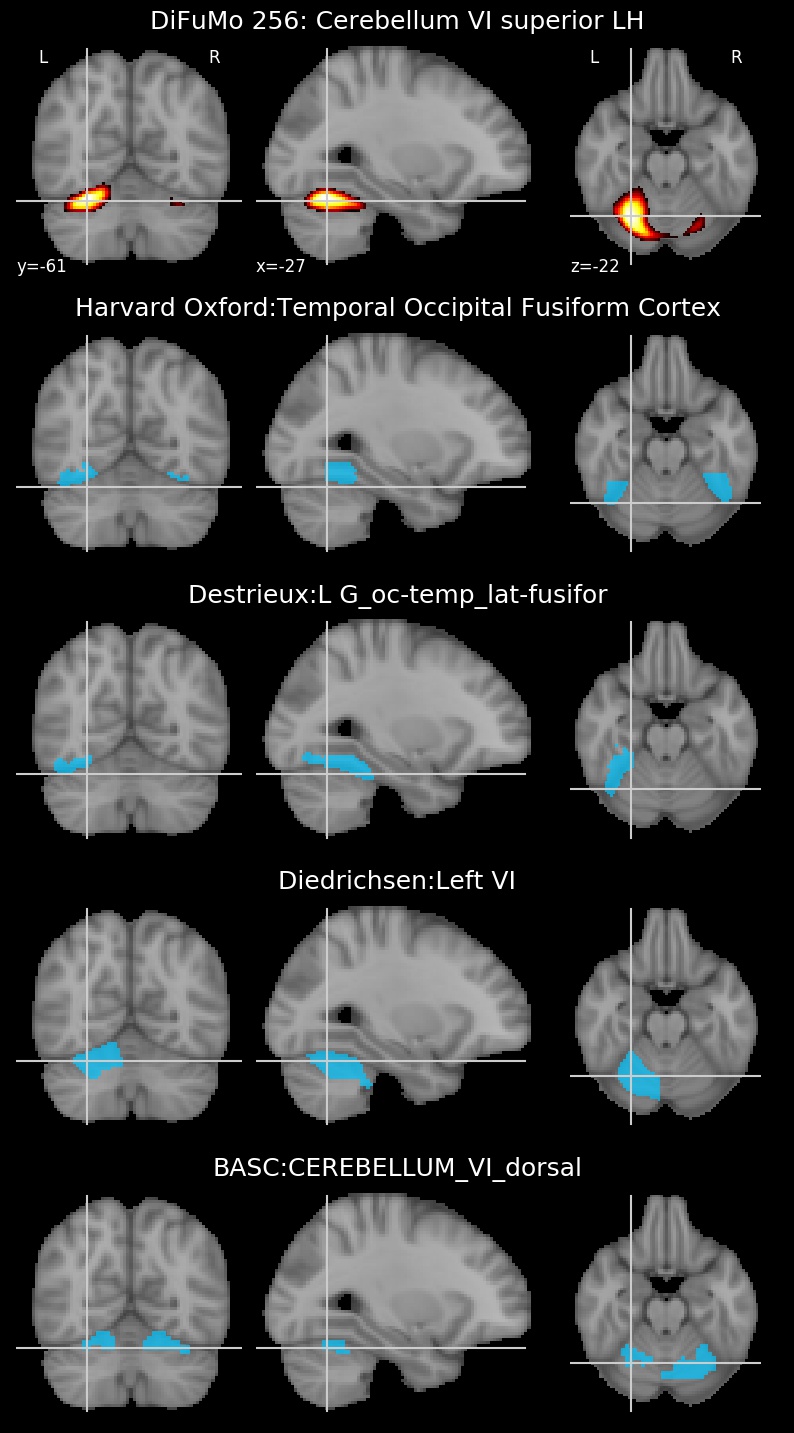 DiFuMo 256: Cerebellum VI superior LH
L R L R
y=-61 x=-27 z=-22
Harvard Oxford:Temporal Occipital Fusiform Cortex
Destrieux:L G_oc-temp_lat-fusifor
Diedrichsen:Left VI
BASC:CEREBELLUM_VI_dorsal